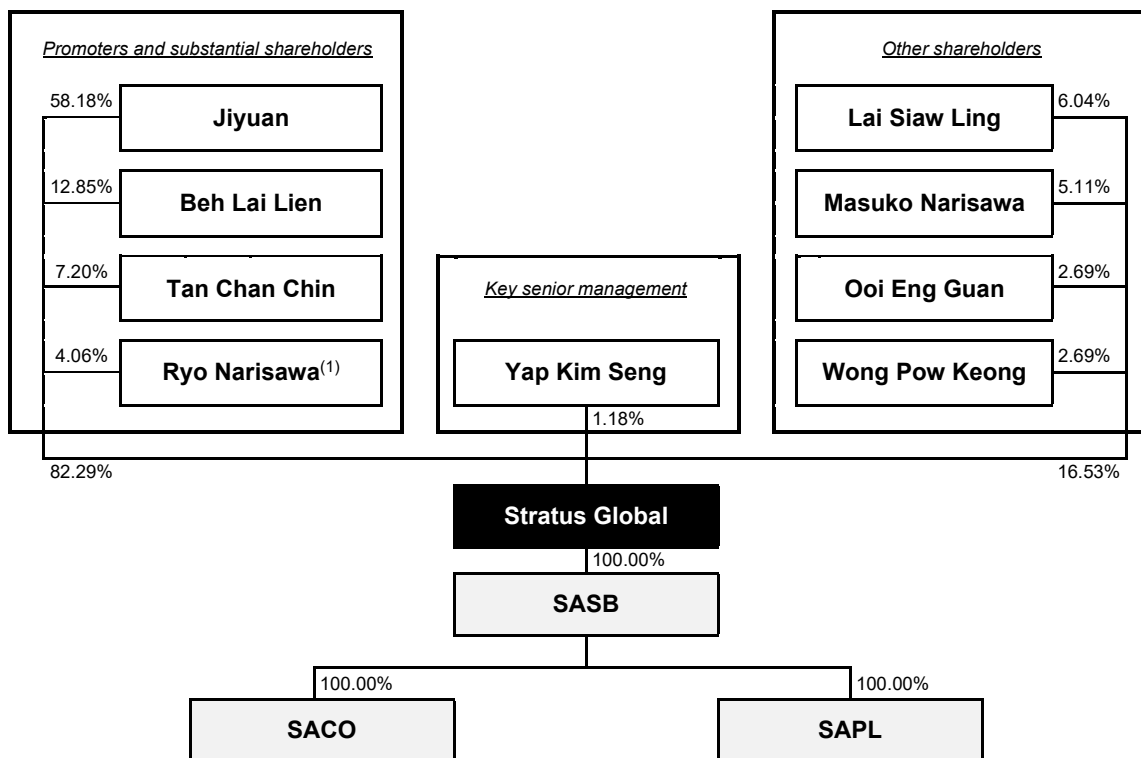 Promoters and substantial shareholders
58.18%
Jiyuan
12.85%
Beh Lai Lien
7.20%
Tan Chan Chin
4.06%
Ryo Narisawa(1)
82.29%
Key senior management
Yap Kim Seng
1.18%
Other shareholders
Lai Siaw Ling
6.04%
Masuko Narisawa
5.11%
Ooi Eng Guan
2.69%
Wong Pow Keong
2.69%
16.53%
Stratus Global
100.00%
SASB
100.00%
SACO
100.00%
SAPL